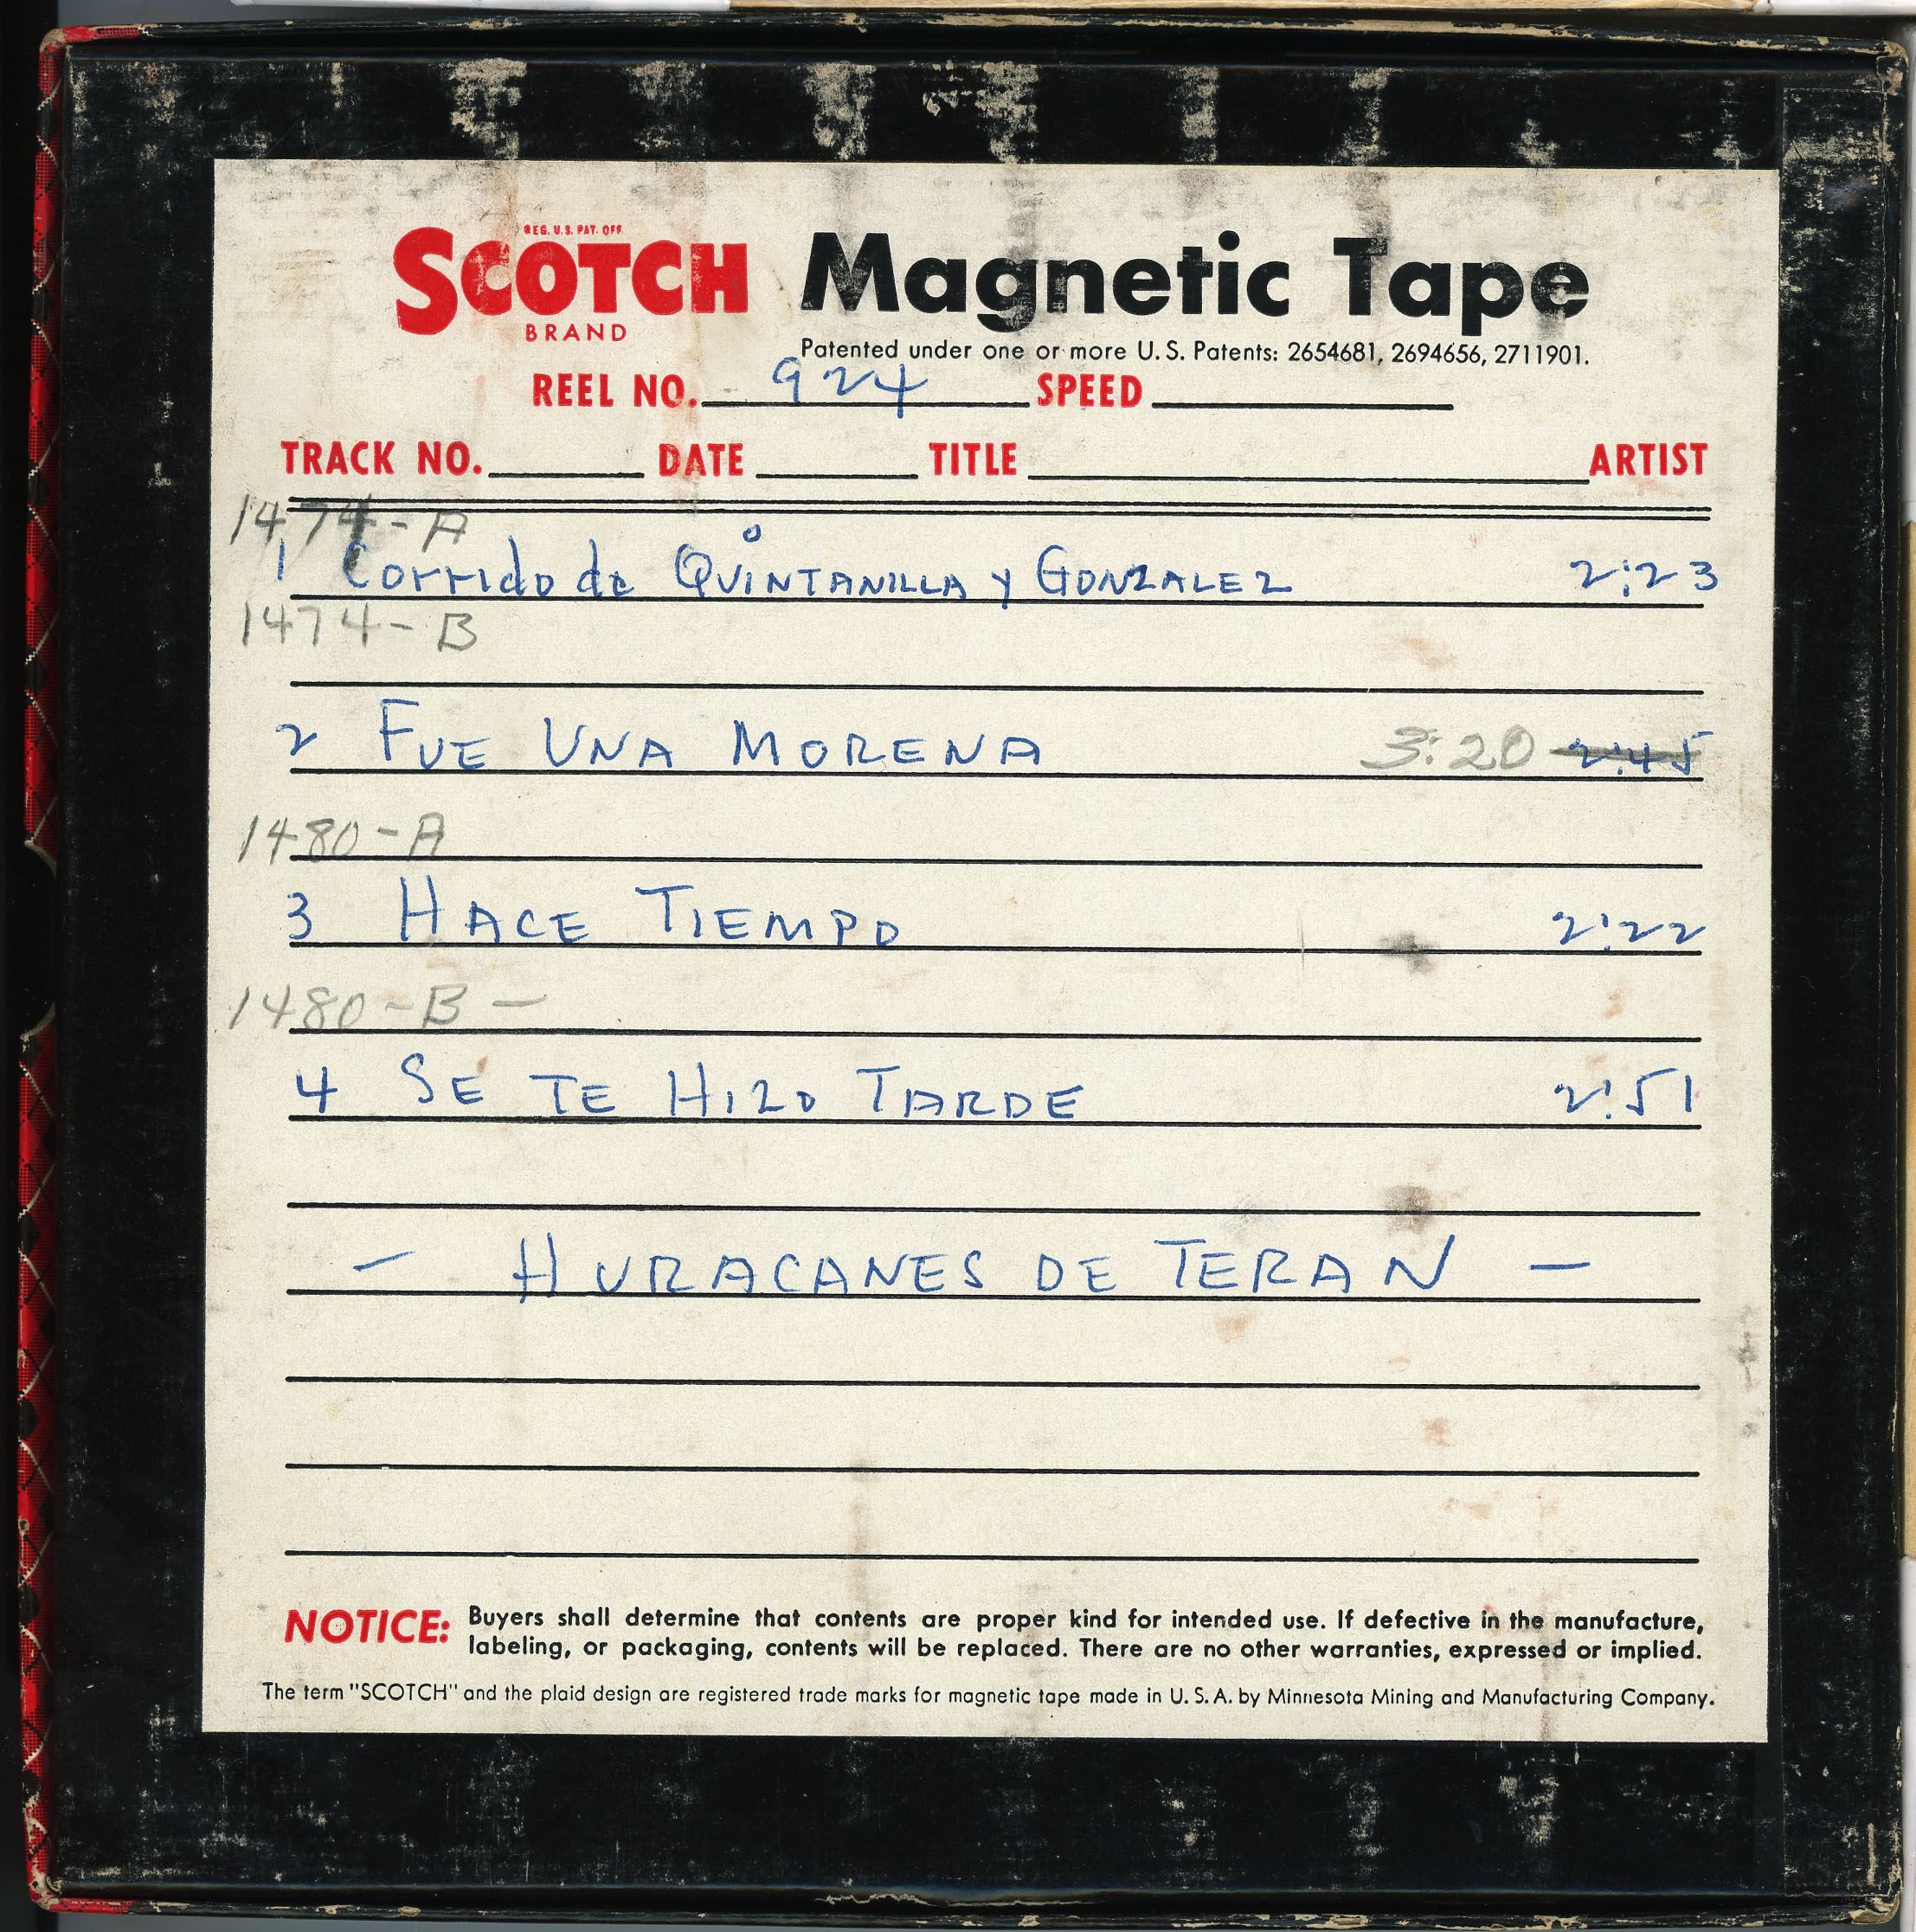 REG. U.S. PAT. OFF.
SCOTCH Magnetic Tape
BRAND
Patented under one or more U.S. Patents: 2654681, 2694656, 2711901.
REEL NO. 924 SPEED
TRACK NO. DATE TITLE ARTIST
1474-A
1 Corrido de QUINTANILLA y GONZALEZ 2:23
1474-B
2 FUE UNA MORENA 3:20 2:45
1480-A
3 HACE TIEMPO 2:22
1480-B-
4 SE TE HIZO TARDE 2:51
- HURACANES DE TERAN -
NOTICE: Buyers shall determine that contents are proper kind for intended use. If defective in the manufacture,
labeling, or packaging, contents will be replaced. There are no other warranties, expressed or implied.
The term "SCOTCH" and the plaid design are registered trade marks for magnetic tape made in U.S.A. by Minnesota Mining and Manufacturing Company.